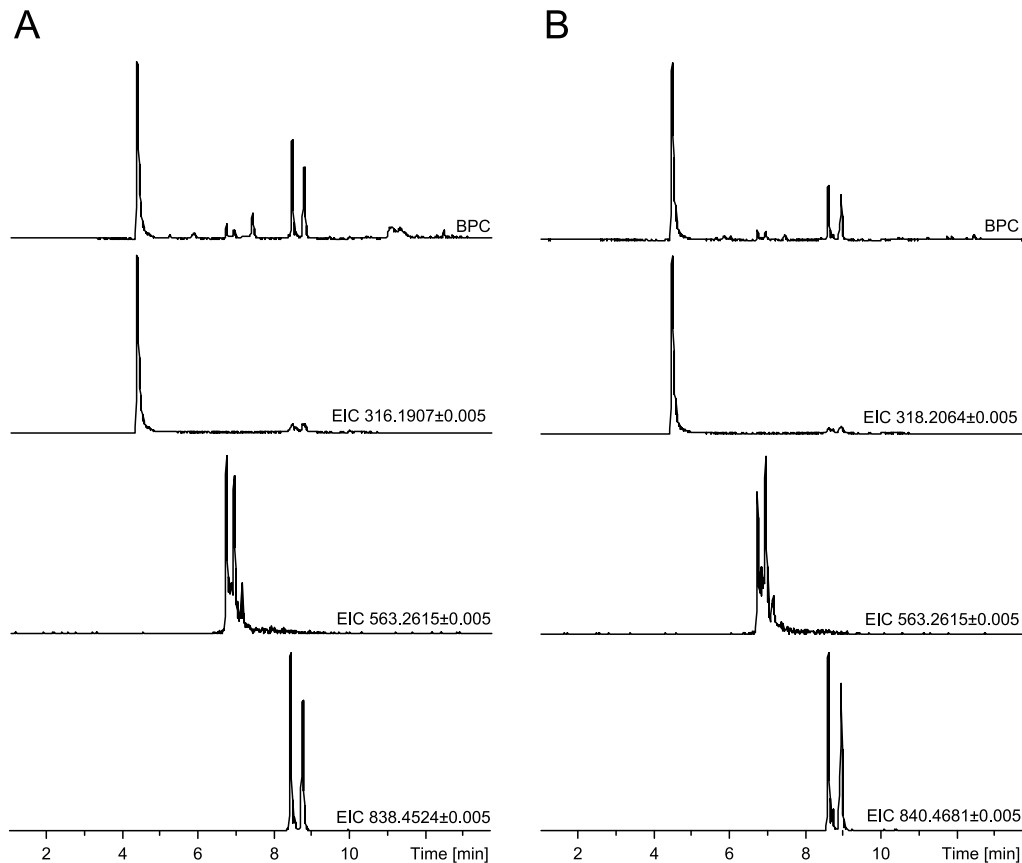 A
BPC
EIC 316.1907±0.005
EIC 563.2615±0.005
EIC 838.4524±0.005
2 4 6 8 10 Time [min]
B
BPC
EIC 318.2064±0.005
EIC 563.2615±0.005
EIC 840.4681±0.005
2 4 6 8 10 Time [min]